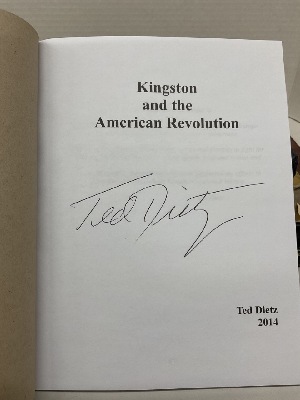 Kingston
and the
American Revolution
Ted Dietz
Ted Dietz
2014